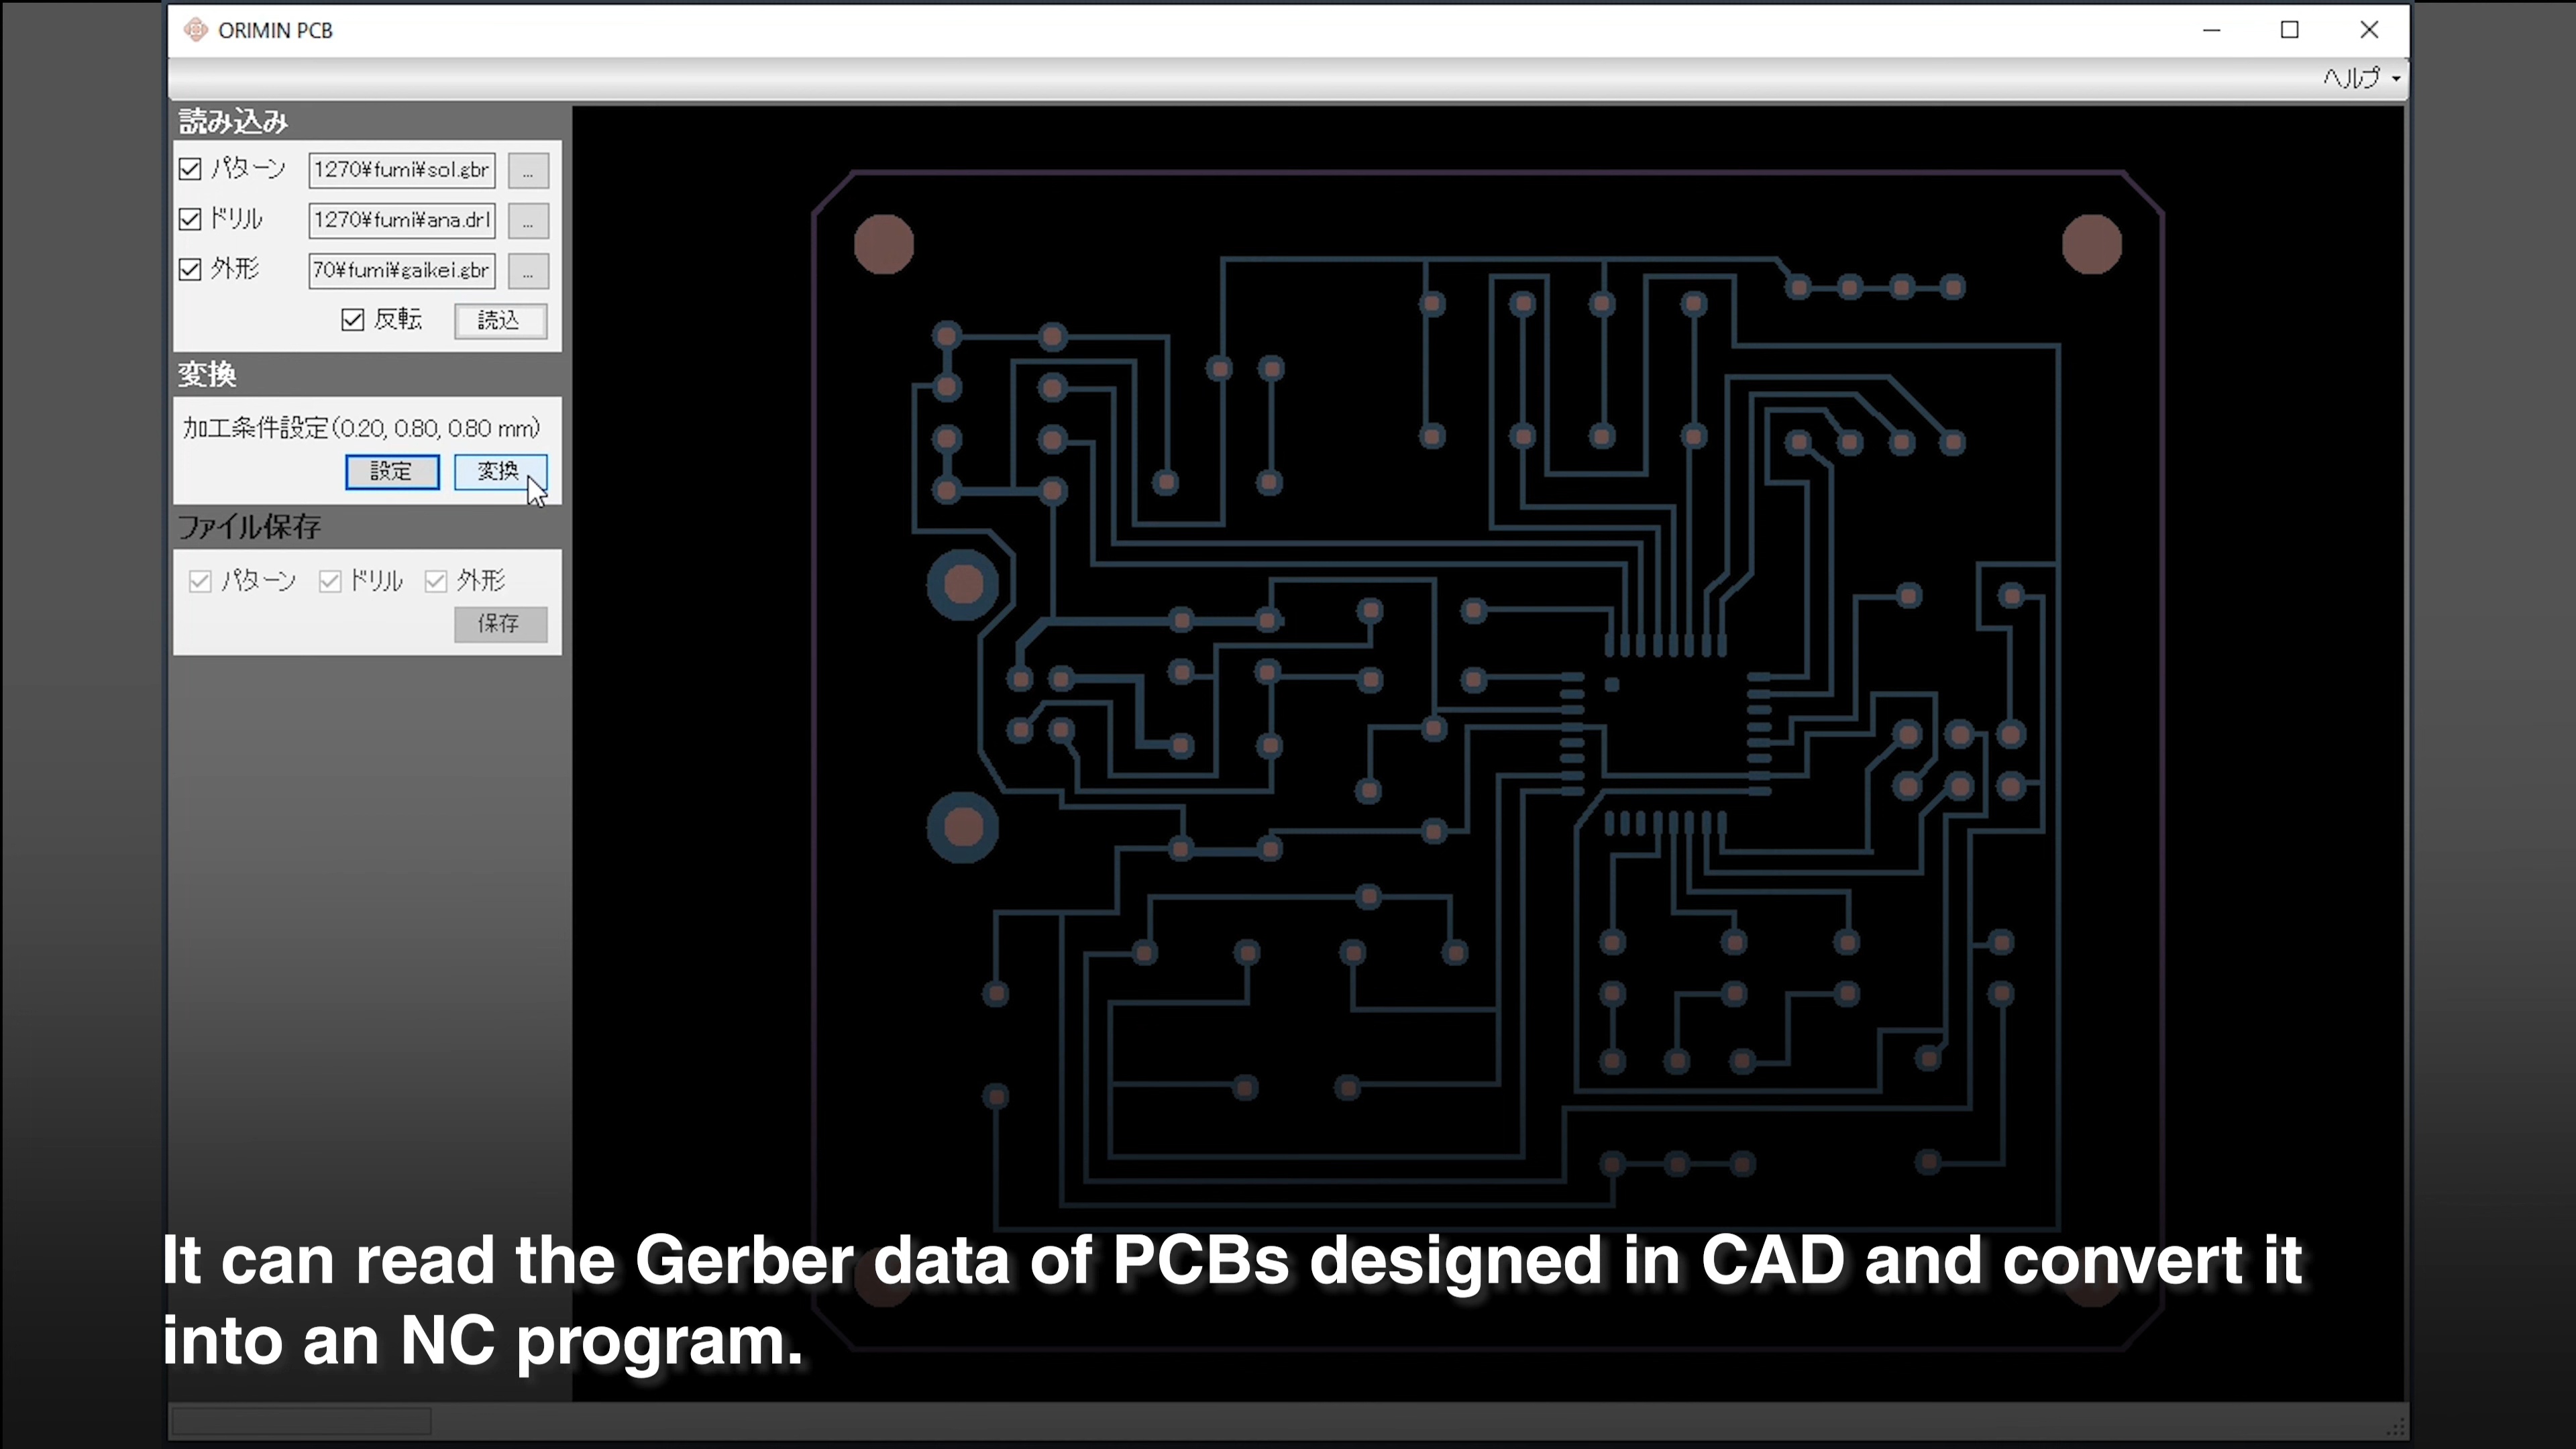 ORIMIN PCB
ヘルプ
読み込み
パターン 1270¥fumi¥sol.gbr ...
ドリル 1270¥fumi¥ana.drl ...
外形 70¥fumi¥gaikei.gbr ...
反転 読込
変換
加工条件設定(0.20, 0.80, 0.80 mm)
設定 変換
ファイル保存
パターン ドリル 外形
保存
It can read the Gerber data of PCBs designed in CAD and convert it
into an NC program.